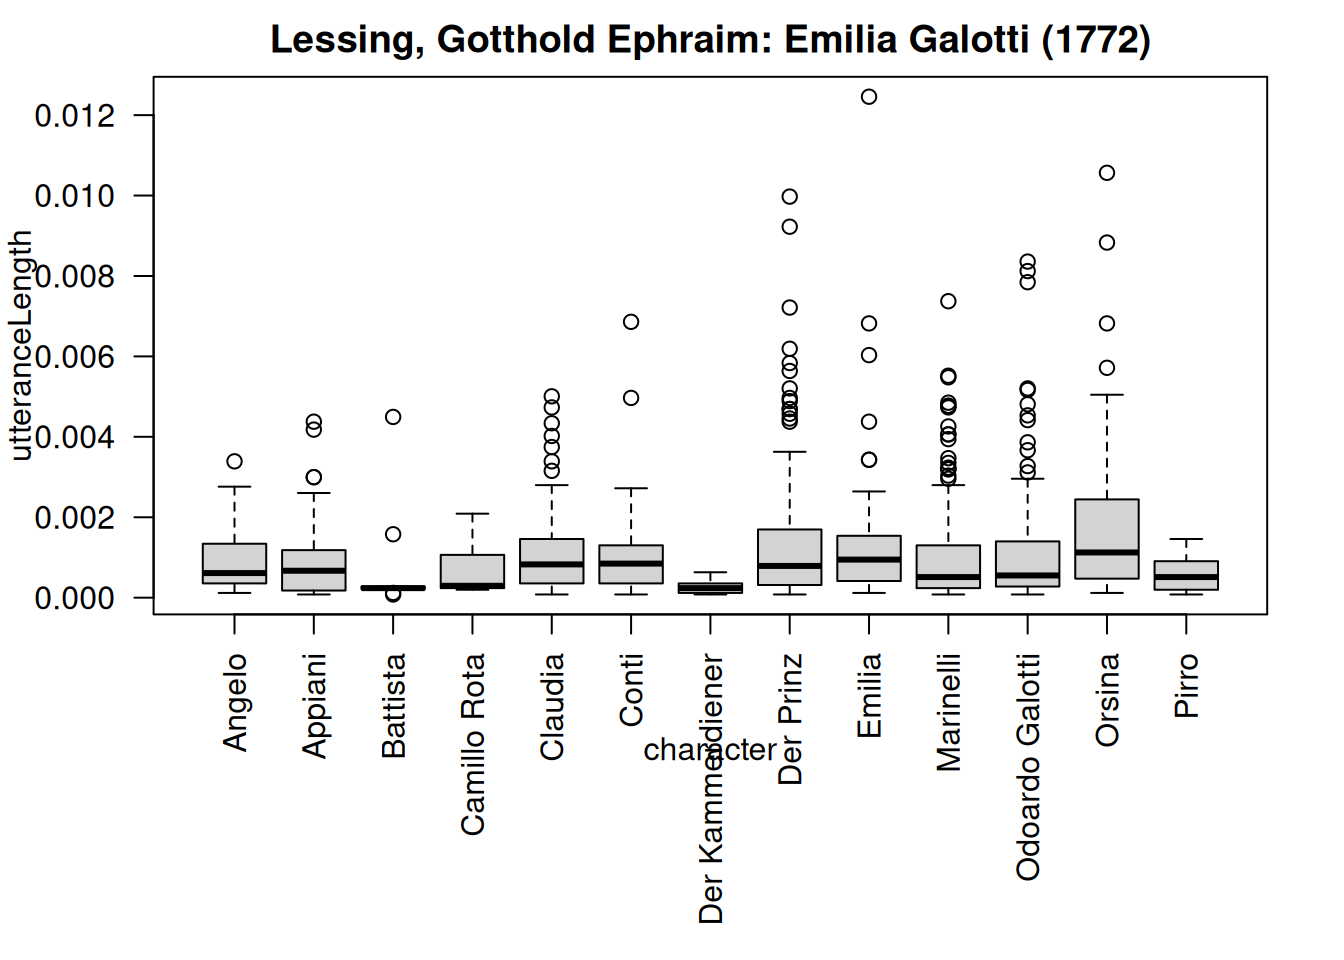 Lessing, Gotthold Ephraim: Emilia Galotti (1772)
utteranceLength
0.012
0.010
0.008
0.006
0.004
0.002
0.000
Angelo
Appiani
Battista
Camillo Rota
Claudia
Conti
Der Kammerdiener
Der Prinz
Emilia
Marinelli
Odoardo Galotti
Orsina
Pirro
character